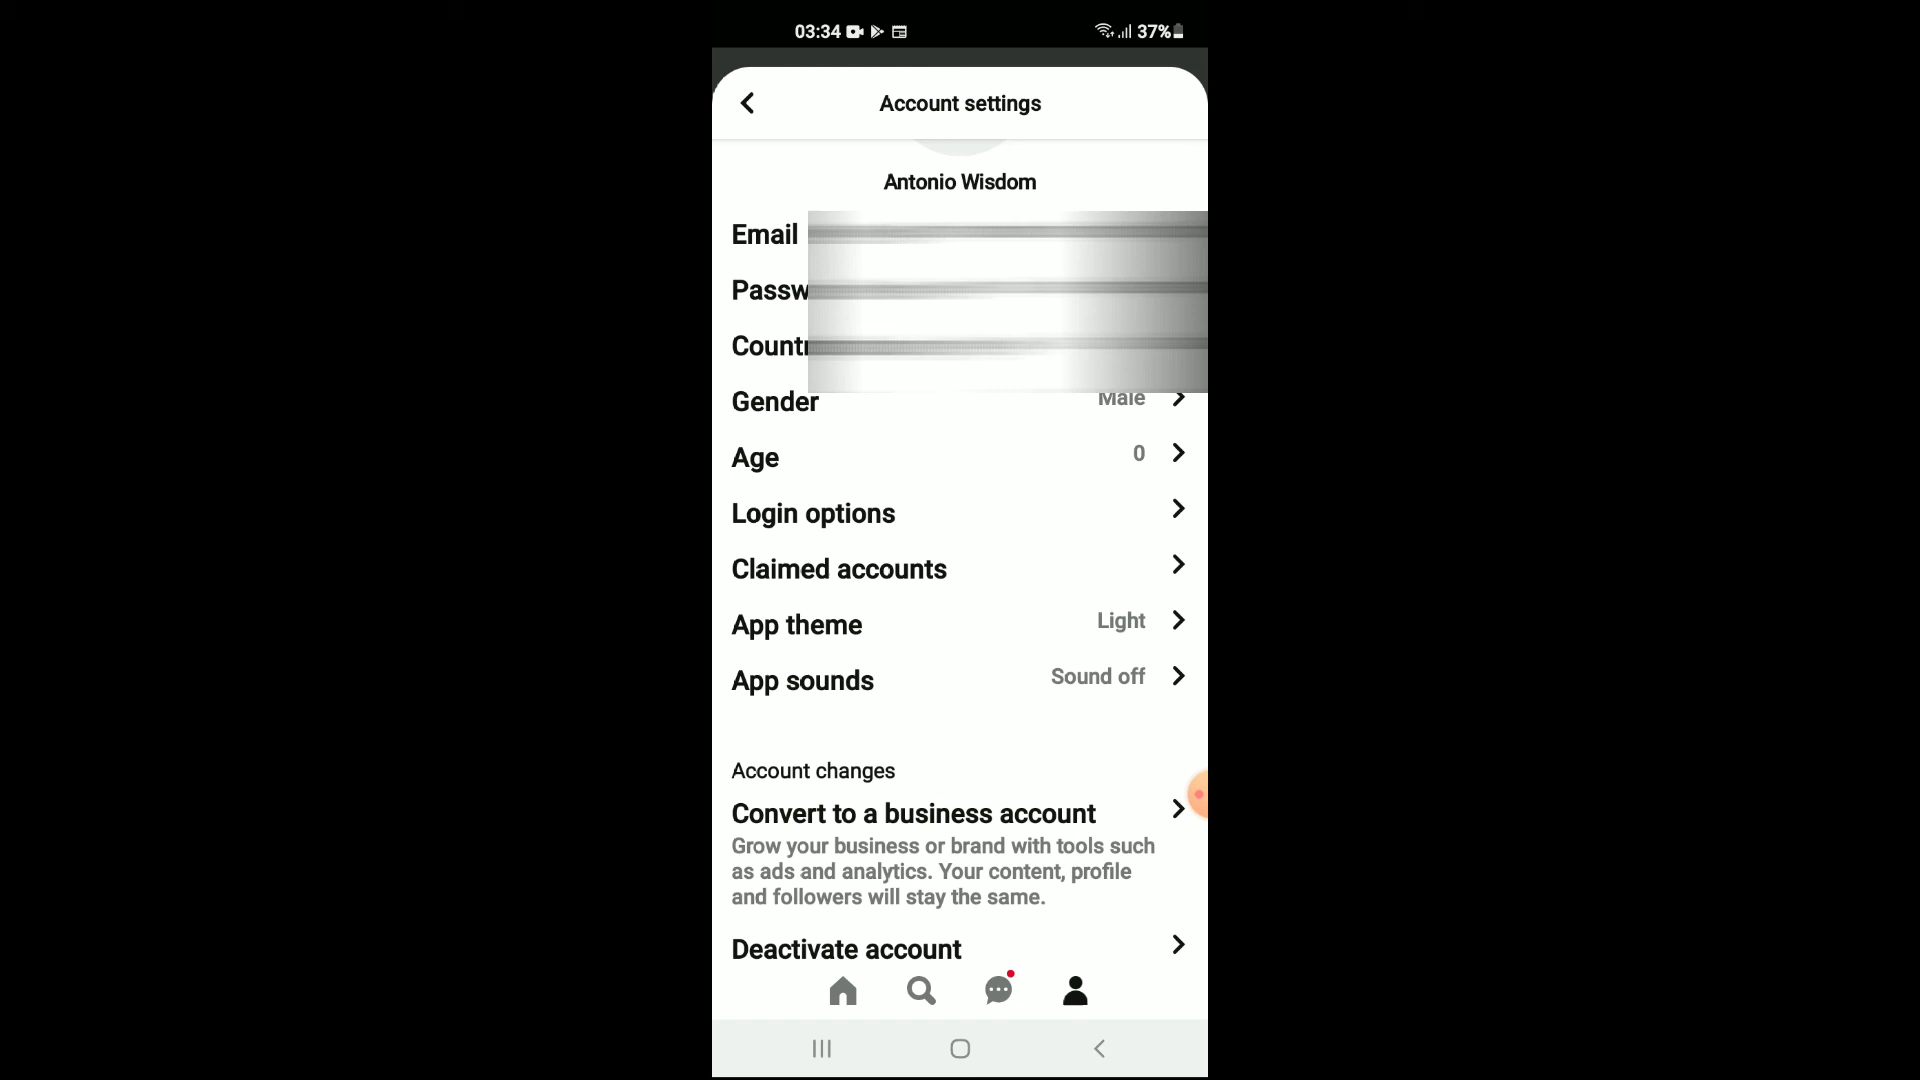 03:34 37%
Account settings
Antonio Wisdom
Email
Passw
Countr
Gender Male
Age 0
Login options
Claimed accounts
App theme Light
App sounds Sound off
Account changes
Convert to a business account
Grow your business or brand with tools such
as ads and analytics. Your content, profile
and followers will stay the same.
Deactivate account